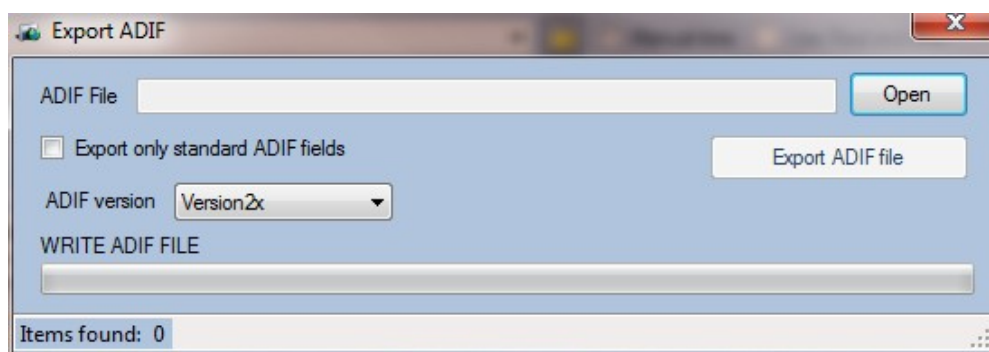 Export ADIF
ADIF File
Open
Export only standard ADIF fields
Export ADIF file
ADIF version Version2x
WRITE ADIF FILE
Items found: 0